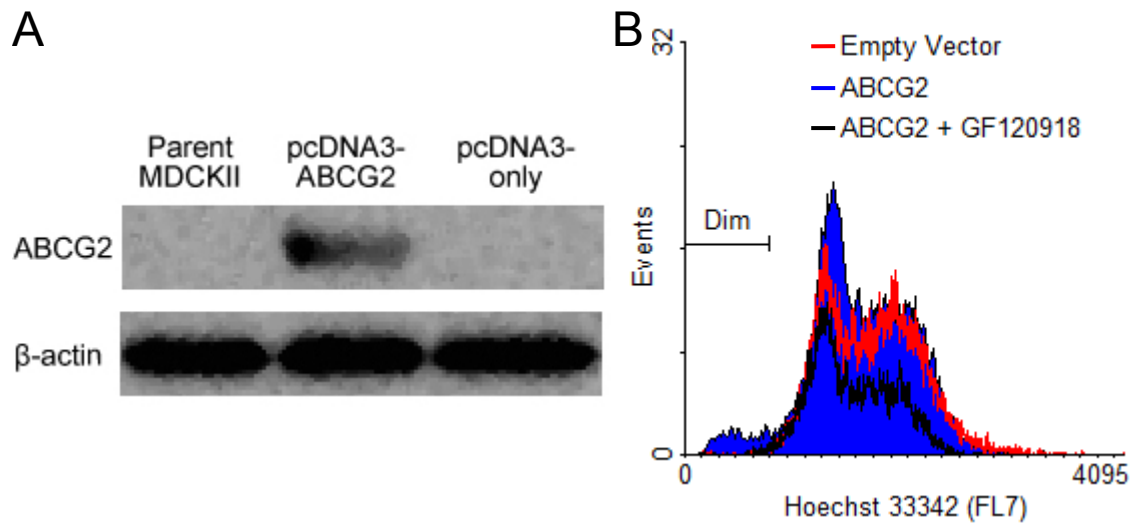 A
Parent
MDCKII
pcDNA3-
ABCG2
pcDNA3-
only
ABCG2
β-actin
B
32
Empty Vector
ABCG2
ABCG2 + GF120918
Dim
Events
0
0
4095
Hoechst 33342 (FL7)